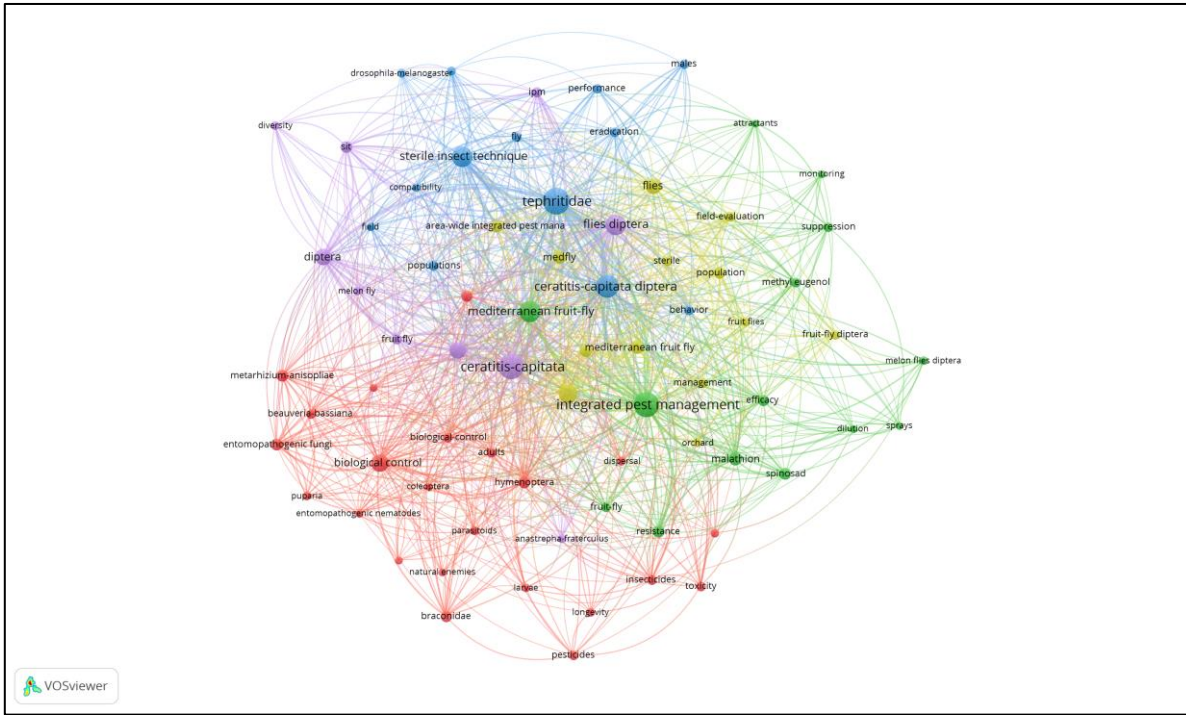 males
drosophila-melanogaster
performance
ipm
diversity
attractants
eradication
fly
sit
sterile insect technique
monitoring
compatibility
flies
tephritidae
field-evaluation
flies diptera
area-wide integrated pest mana
suppression
field
diptera
medfly
sterile
populations
population
methyl eugenol
ceratitis-capitata diptera
melon fly
mediterranean fruit-fly
behavior
fruit flies
fruit-fly diptera
fruit fly
mediterranean fruit fly
melon flies diptera
ceratitis-capitata
metarhizium-anisopliae
management
efficacy
integrated pest management
beauveria-bassiana
dilution
sprays
biological-control
orchard
entomopathogenic fungi
adults
biological control
dispersal
malathion
spinosad
hymenoptera
coleoptera
puparia
fruit-fly
entomopathogenic nematodes
parasitoids
resistance
anastrepha-fraterculus
natural enemies
insecticides
toxicity
larvae
longevity
braconidae
pesticides
VOSviewer